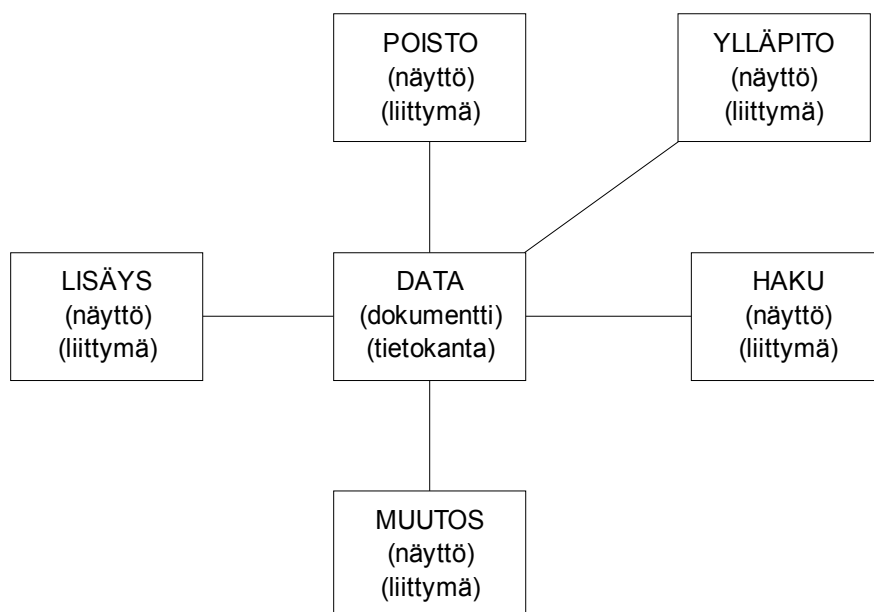 POISTO
(näyttö)
(liittymä)
YLLÄPITO
(näyttö)
(liittymä)
LISÄYS
(näyttö)
(liittymä)
DATA
(dokumentti)
(tietokanta)
HAKU
(näyttö)
(liittymä)
MUUTOS
(näyttö)
(liittymä)